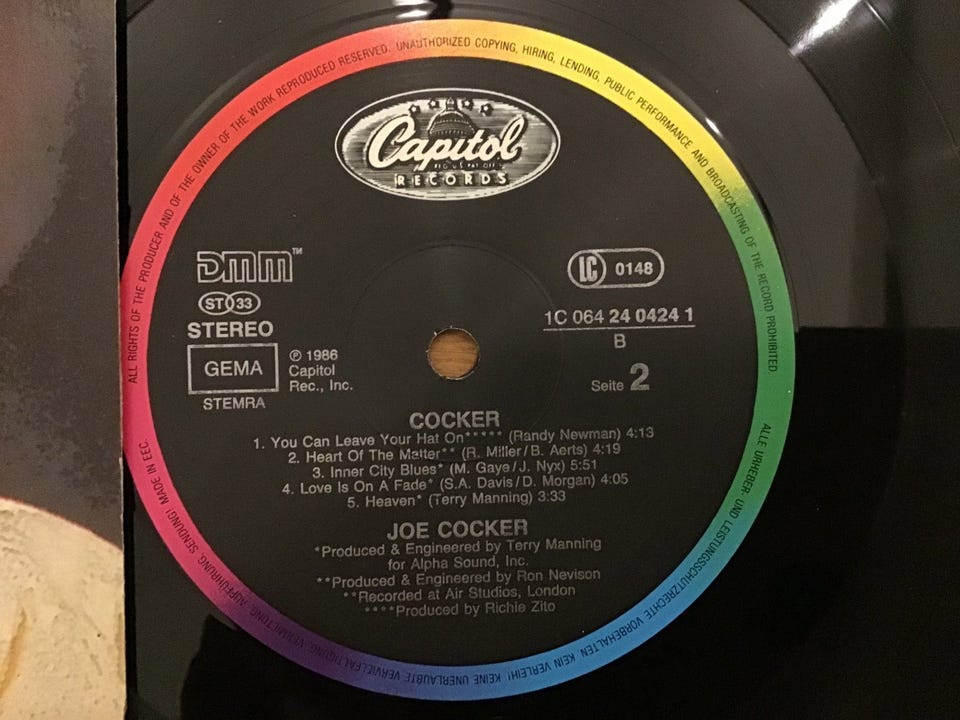 ALL RIGHTS OF THE PRODUCER AND OF THE OWNER OF THE WORK REPRODUCED RESERVED. UNAUTHORIZED COPYING, HIRING, LENDING, PUBLIC PERFORMANCE AND BROADCASTING OF THE RECORD PROHIBITED
Capitol
RECORDS
DMM™
ST 33
STEREO
GEMA
STEMRA
℗ 1986
Capitol
Rec., Inc.
LC 0148
1C 064 24 0424 1
B
Seite 2
COCKER
1. You Can Leave Your Hat On***** (Randy Newman) 4:13
2. Heart Of The Matter** (R. Miller/B. Aerts) 4:19
3. Inner City Blues* (M. Gaye/J. Nyx) 5:51
4. Love Is On A Fade* (S.A. Davis/D. Morgan) 4:05
5. Heaven* (Terry Manning) 3:33
JOE COCKER
*Produced & Engineered by Terry Manning
for Alpha Sound, Inc.
**Produced & Engineered by Ron Nevison
**Recorded at Air Studios, London
****Produced by Richie Zito
ALLE URHEBER- UND LEISTUNGSSCHUTZRECHTE VORBEHALTEN. KEIN VERLEIH! KEINE UNERLAUBTE VERVIELFÄLTIGUNG, VERMIETUNG, AUFFÜHRUNG, SENDUNG! MADE IN EEC.